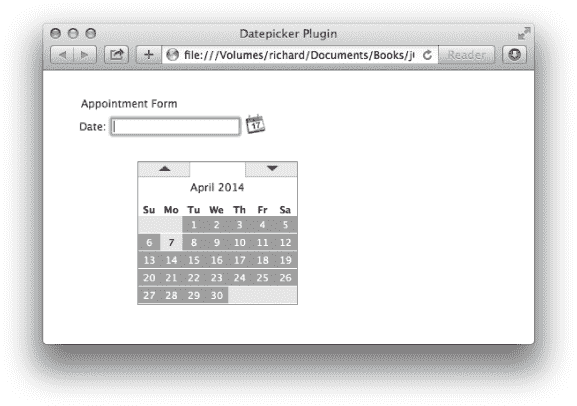 Datepicker Plugin
file:///Volumes/richard/Documents/Books/j
Reader
Appointment Form
Date:
17
April 2014
Su Mo Tu We Th Fr Sa
1 2 3 4 5
6 7 8 9 10 11 12
13 14 15 16 17 18 19
20 21 22 23 24 25 26
27 28 29 30